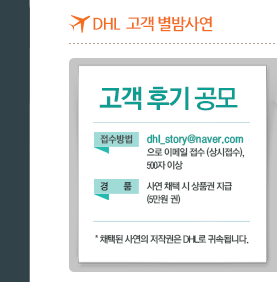 DHL 고객 별밤사연
고객 후기 공모
접수방법 dhl_story@naver.com
으로 이메일 접수 (상시접수),
500자 이상
경 품 사연 채택 시 상품권 지급
(5만원 권)
* 채택된 사연의 저작권은 DHL로 귀속됩니다.